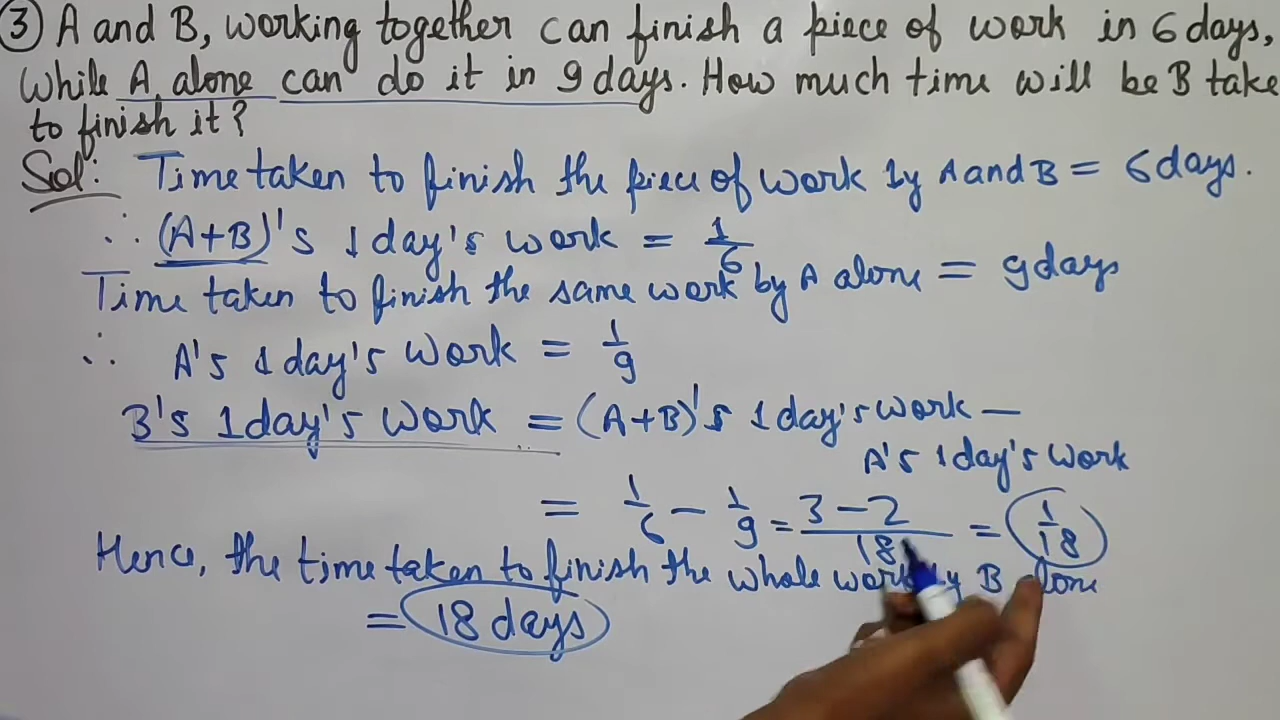 ③ A and B, working together can finish a piece of work in 6 days,
while A alone can do it in 9 days. How much time will be B take
to finish it?
Sol: Time taken to finish the piece of work by A and B = 6 days.
∴ (A+B)'s 1 day's work = 1/6
Time taken to finish the same work by A alone = 9 days
∴ A's 1 day's work = 1/9
B's 1 day's work = (A+B)'s 1 day's work —
A's 1 day's work
= 1/6 - 1/9 = 3-2/18 = 1/18
Hence, the time taken to finish the whole work by B alone
= 18 days